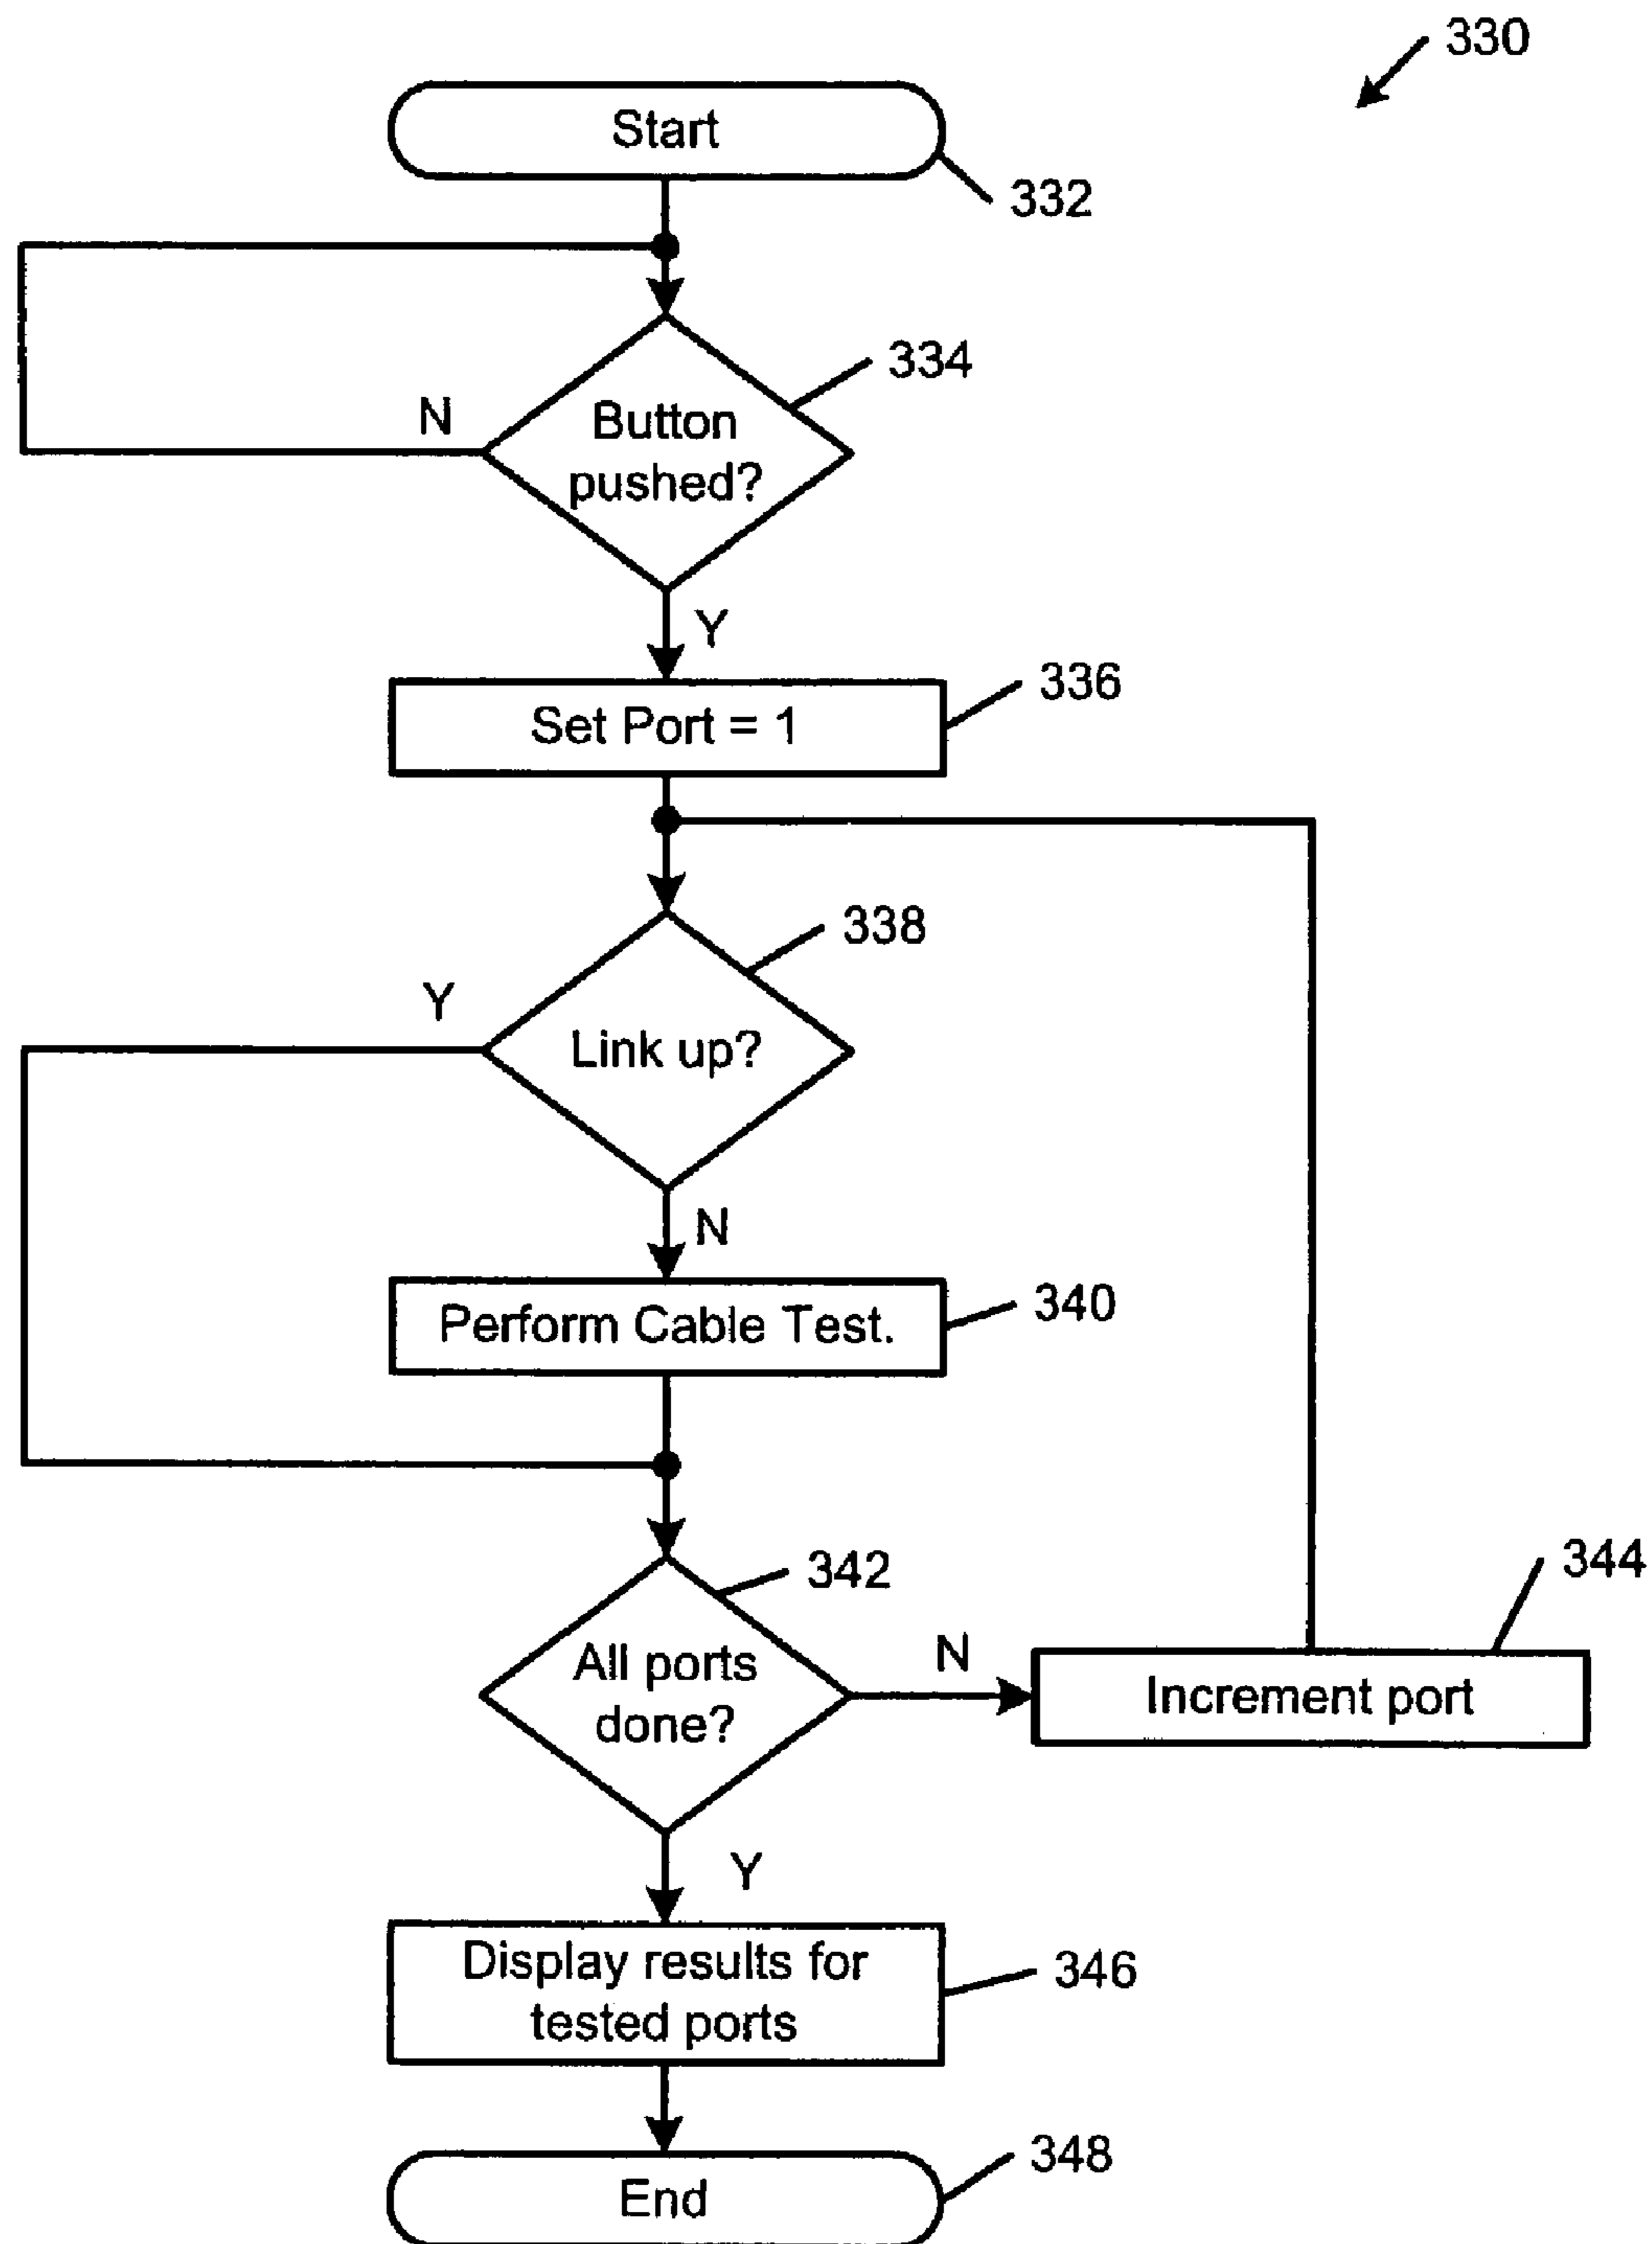 330
Start
332
334
N
Button
pushed?
Y
336
Set Port = 1
338
Y
Link up?
N
340
Perform Cable Test.
342
344
All ports
done?
N
Increment port
Y
Display results for
tested ports
346
348
End